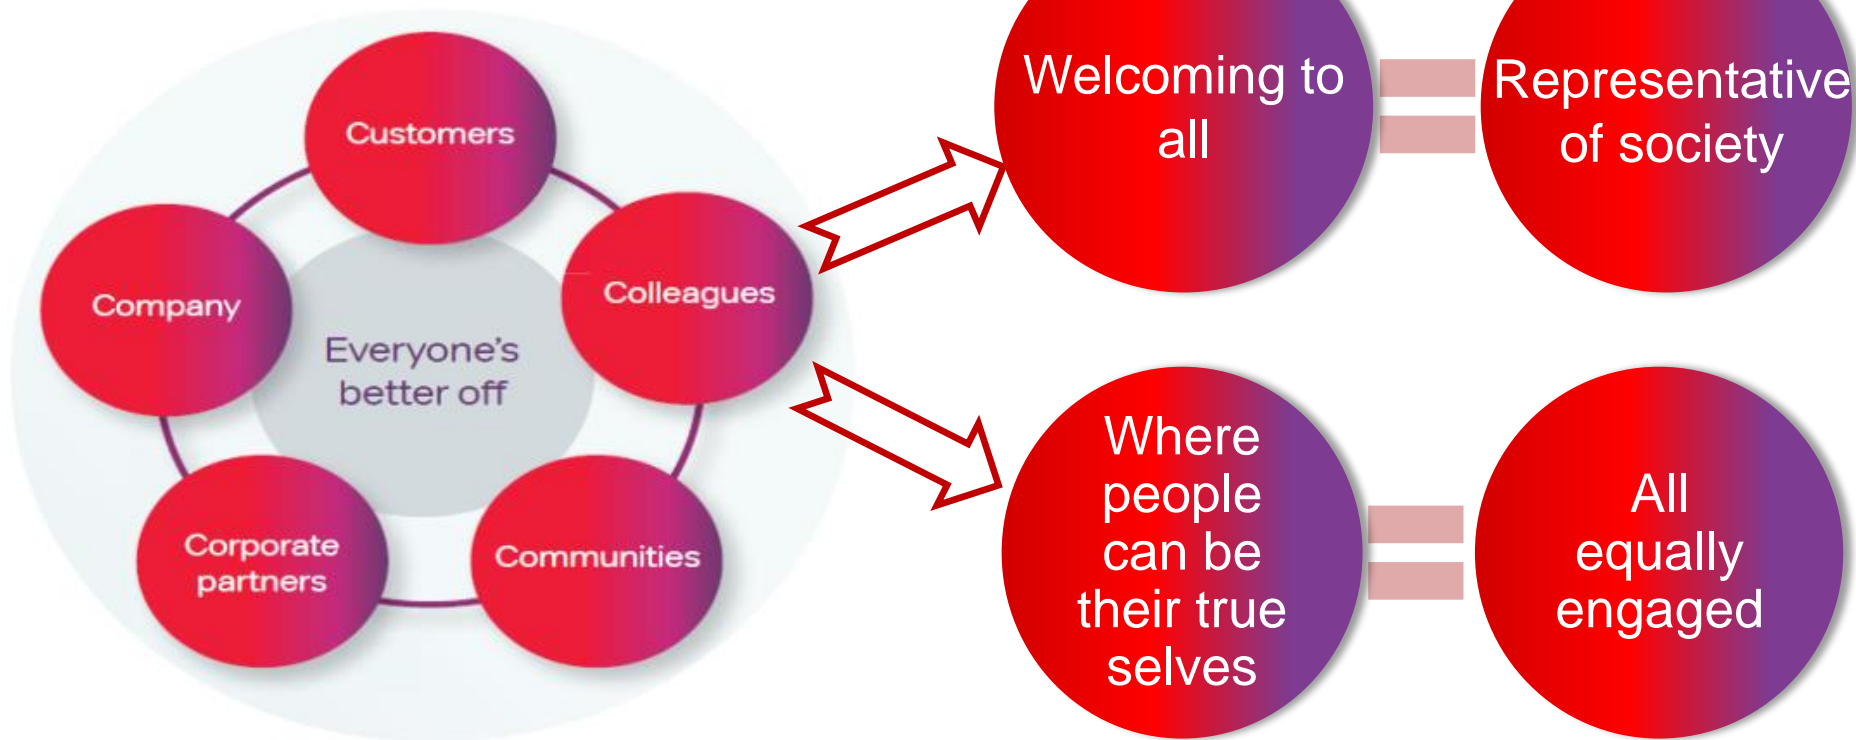 Customers
Company
Colleagues
Everyone's
better off
Corporate
partners
Communities
Welcoming to
all
Representative
of society
Where
people
can be
their true
selves
All
equally
engaged